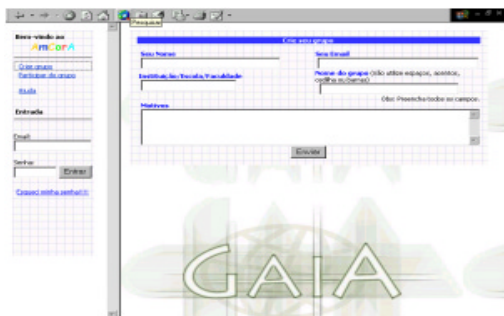 Pesquisar
Bem-vindo ao
AmCorA
Criar grupo
Participar de grupo
Ajuda
Entrada
Email:
Senha:
Entrar
Esqueci minha senha!!!
Crie seu grupo
Seu Nome
Seu Email
Instituição/Escola/Faculdade
Nome do grupo (Não utilize espaços, acentos,
cedilha ou barras)
Obs: Preencha todos os campos.
Motivos
Enviar
GAIA